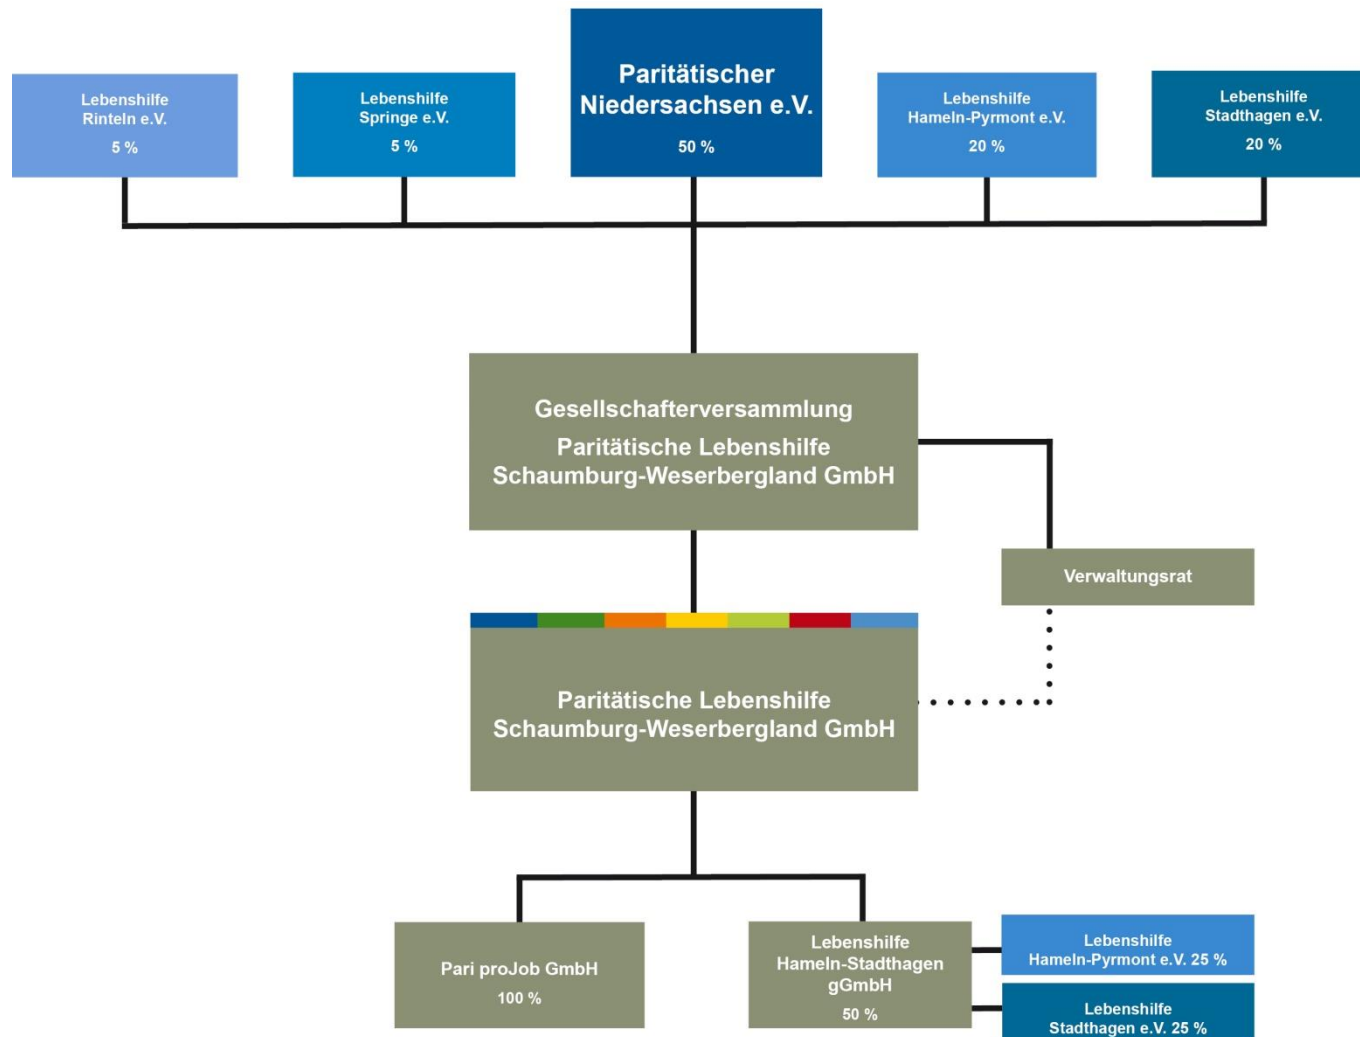 Lebenshilfe
Rinteln e.V.
5 %
Lebenshilfe
Springe e.V.
5 %
Paritätischer
Niedersachsen e.V.
50 %
Lebenshilfe
Hameln-Pyrmont e.V.
20 %
Lebenshilfe
Stadthagen e.V.
20 %
Gesellschafterversammlung
Paritätische Lebenshilfe
Schaumburg-Weserbergland GmbH
Verwaltungsrat
Paritätische Lebenshilfe
Schaumburg-Weserbergland GmbH
Pari proJob GmbH
100 %
Lebenshilfe
Hameln-Stadthagen
gGmbH
50 %
Lebenshilfe
Hameln-Pyrmont e.V. 25 %
Lebenshilfe
Stadthagen e.V. 25 %